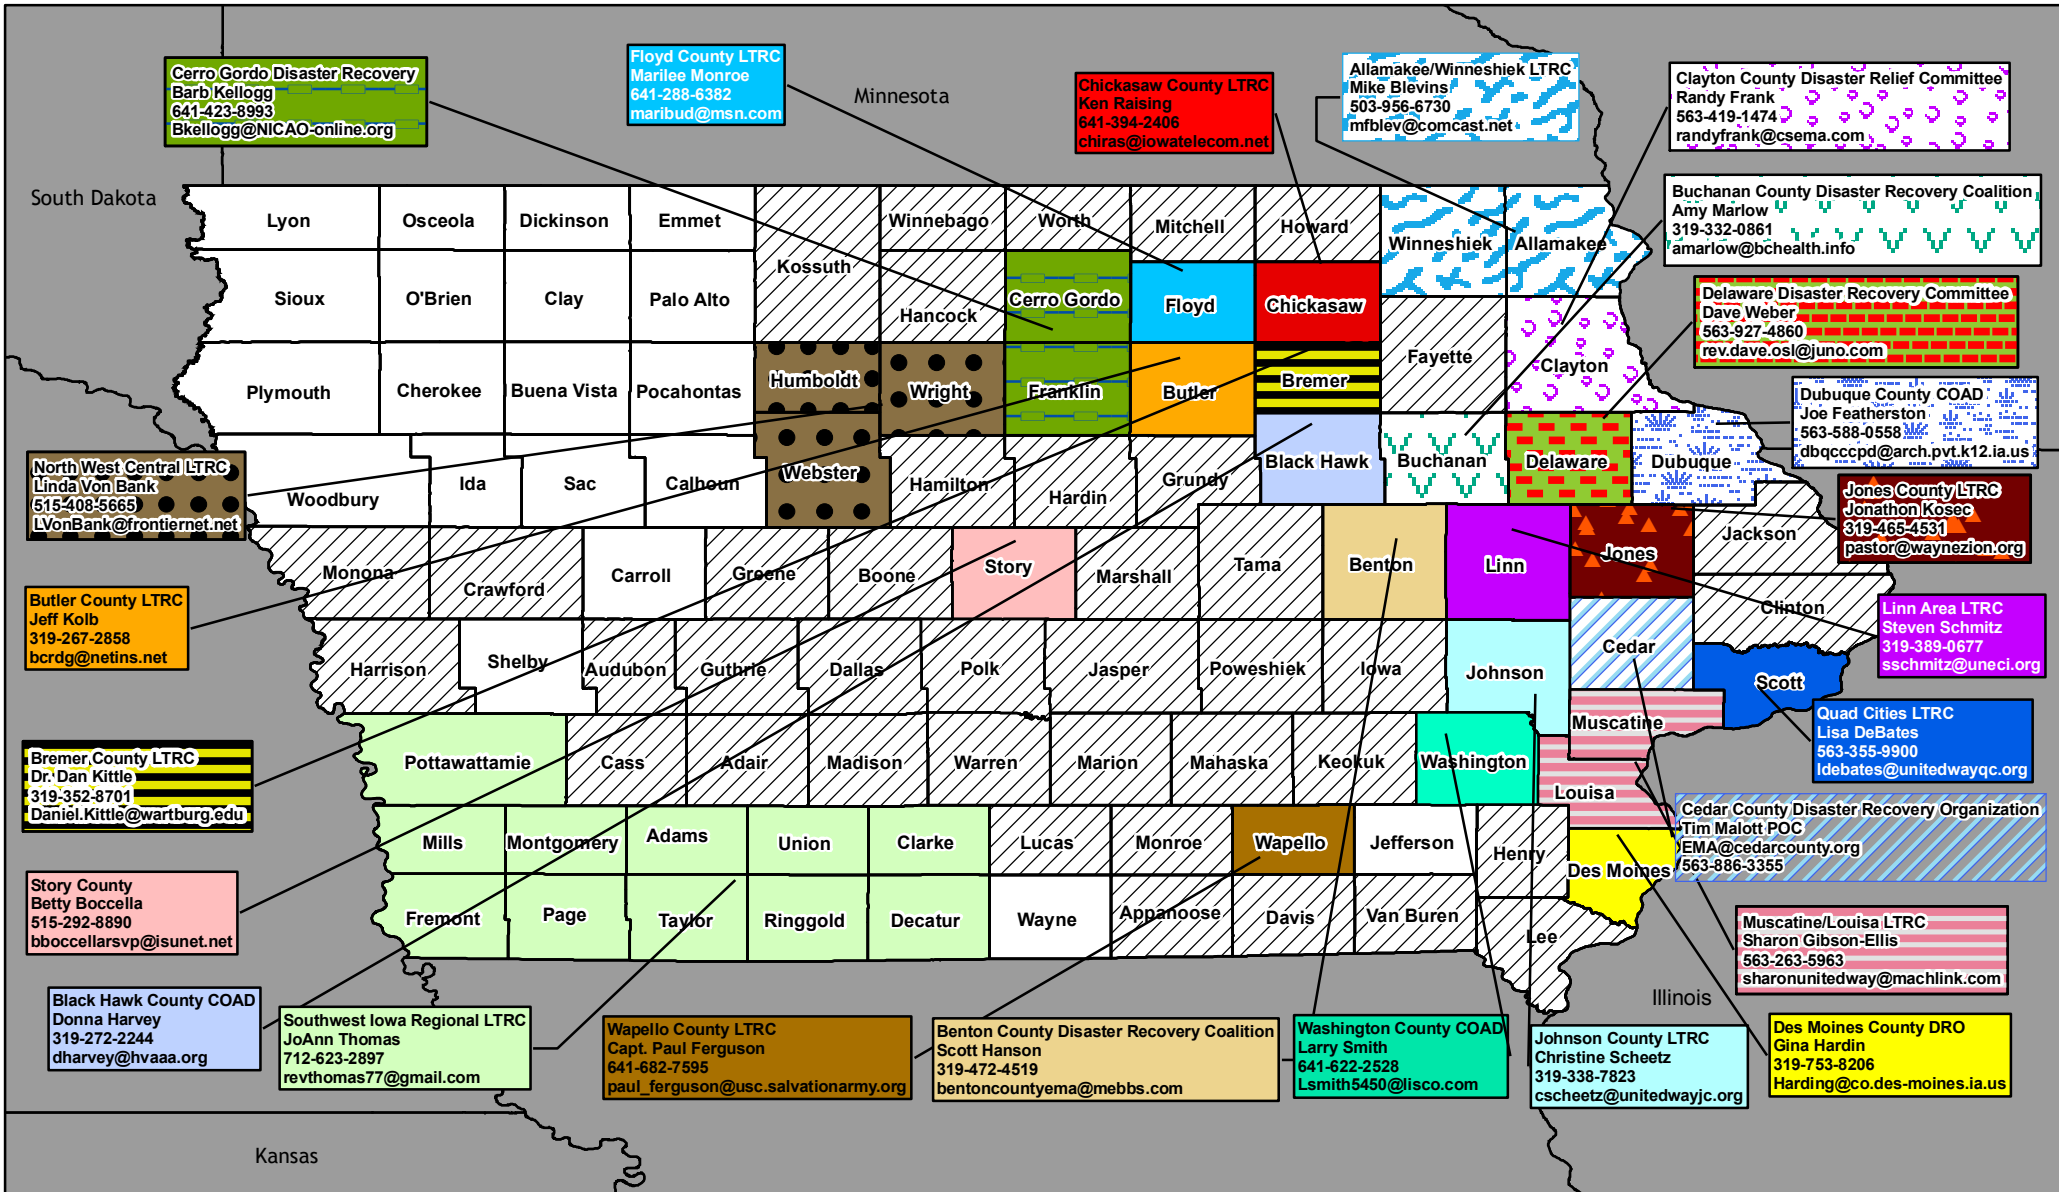 Cerro Gordo Disaster Recovery
Barb Kellogg
641-423-8993
Bkellogg@NICAO-online.org
Floyd County LTRC
Marilee Monroe
641-288-6382
maribud@msn.com
Minnesota
Chickasaw County LTRC
Ken Raising
641-394-2406
chiras@iowatelecom.net
Allamakee/Winneshiek LTRC
Mike Blevins
503-956-6730
mfblev@comcast.net
Clayton County Disaster Relief Committee
Randy Frank
563-419-1474
randyfrank@csema.com
Buchanan County Disaster Recovery Coalition
Amy Marlow
319-332-0861
amarlow@bchealth.info
Delaware Disaster Recovery Committee
Dave Weber
563-927-4860
rev.dave.osl@juno.com
Dubuque County COAD
Joe Featherston
563-588-0558
dbqcccpd@arch.pvt.k12.ia.us
Jones County LTRC
Jonathon Kosec
319-465-4531
pastor@waynezion.org
Linn Area LTRC
Steven Schmitz
319-389-0677
sschmitz@uneci.org
Quad Cities LTRC
Lisa DeBates
563-355-9900
ldebates@unitedwayqc.org
Cedar County Disaster Recovery Organization
Tim Malott POC
EMA@cedarcounty.org
563-886-3355
Muscatine/Louisa LTRC
Sharon Gibson-Ellis
563-263-5963
sharonunitedway@machlink.com
Illinois
Des Moines County DRO
Gina Hardin
319-753-8206
Harding@co.des-moines.ia.us
Johnson County LTRC
Christine Scheetz
319-338-7823
cscheetz@unitedwayjc.org
Washington County COAD
Larry Smith
641-622-2528
Lsmith5450@lisco.com
Benton County Disaster Recovery Coalition
Scott Hanson
319-472-4519
bentoncountyema@mebbs.com
Wapello County LTRC
Capt. Paul Ferguson
641-682-7595
paul_ferguson@usc.salvationarmy.org
Southwest Iowa Regional LTRC
JoAnn Thomas
712-623-2897
revthomas77@gmail.com
Black Hawk County COAD
Donna Harvey
319-272-2244
dharvey@hvaaa.org
Story County
Betty Boccella
515-292-8890
bboccellarsvp@isunet.net
Bremer County LTRC
Dr. Dan Kittle
319-352-8701
Daniel.Kittle@wartburg.edu
Butler County LTRC
Jeff Kolb
319-267-2858
bcrdg@netins.net
North West Central LTRC
Linda Von Bank
515-408-5665
LVonBank@frontiernet.net
South Dakota
Kansas
Lyon
Osceola
Dickinson
Emmet
Kossuth
Winnebago
Worth
Mitchell
Howard
Winneshiek
Allamakee
Sioux
O'Brien
Clay
Palo Alto
Hancock
Cerro Gordo
Floyd
Chickasaw
Fayette
Clayton
Plymouth
Cherokee
Buena Vista
Pocahontas
Humboldt
Wright
Franklin
Butler
Bremer
Woodbury
Ida
Sac
Calhoun
Webster
Hamilton
Hardin
Grundy
Black Hawk
Buchanan
Delaware
Dubuque
Monona
Crawford
Carroll
Greene
Boone
Story
Marshall
Tama
Benton
Linn
Jones
Jackson
Clinton
Harrison
Shelby
Audubon
Guthrie
Dallas
Polk
Jasper
Poweshiek
Iowa
Johnson
Cedar
Scott
Muscatine
Pottawattamie
Cass
Adair
Madison
Warren
Marion
Mahaska
Keokuk
Washington
Louisa
Mills
Montgomery
Adams
Union
Clarke
Lucas
Monroe
Wapello
Jefferson
Henry
Des Moines
Fremont
Page
Taylor
Ringgold
Decatur
Wayne
Appanoose
Davis
Van Buren
Lee